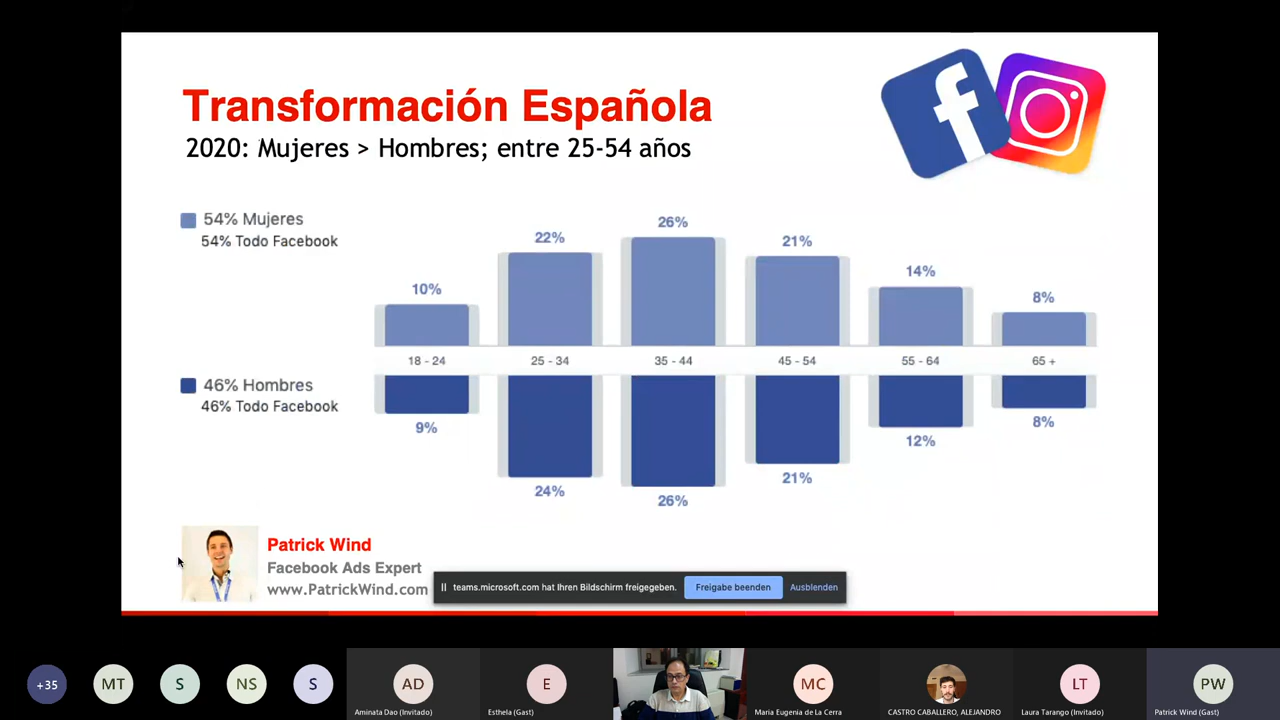 Transformación Española
2020: Mujeres > Hombres; entre 25-54 años
f
54% Mujeres
54% Todo Facebook
10%
22%
26%
21%
14%
8%
18 - 24
25 - 34
35 - 44
45 - 54
55 - 64
65 +
46% Hombres
46% Todo Facebook
9%
24%
26%
21%
12%
8%
Patrick Wind
Facebook Ads Expert
www.PatrickWind.com
teams.microsoft.com hat Ihren Bildschirm freigegeben.
Freigabe beenden
Ausblenden
+35
MT
S
NS
S
AD
Aminata Dao (Invitado)
E
Esthela (Gast)
MC
Maria Eugenia de La Cerra
CASTRO CABALLERO, ALEJANDRO
LT
Laura Tarango (Invitado)
PW
Patrick Wind (Gast)